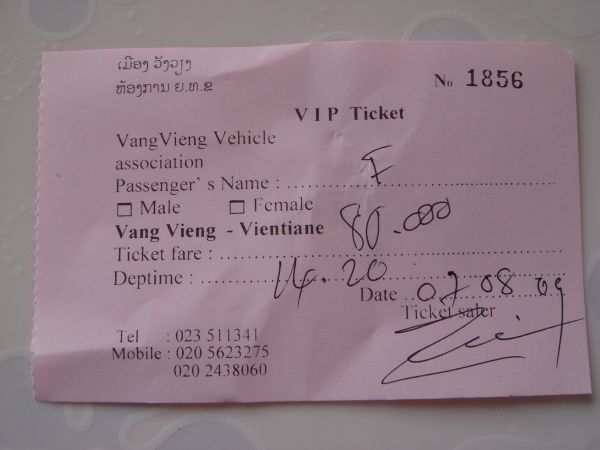 ເມືອງ ວັງວຽງ
ຫ້ອງການ ຍ.ທ.ຂ
No 1856
VIP Ticket
VangVieng Vehicle
association
Passenger`s Name : F
Male Female
Vang Vieng - Vientiane
Ticket fare : 80.000
Deptime : 14.20
Date 07 08 09
Ticket saler
Tel : 023 511341
Mobile : 020 5623275
020 2438060